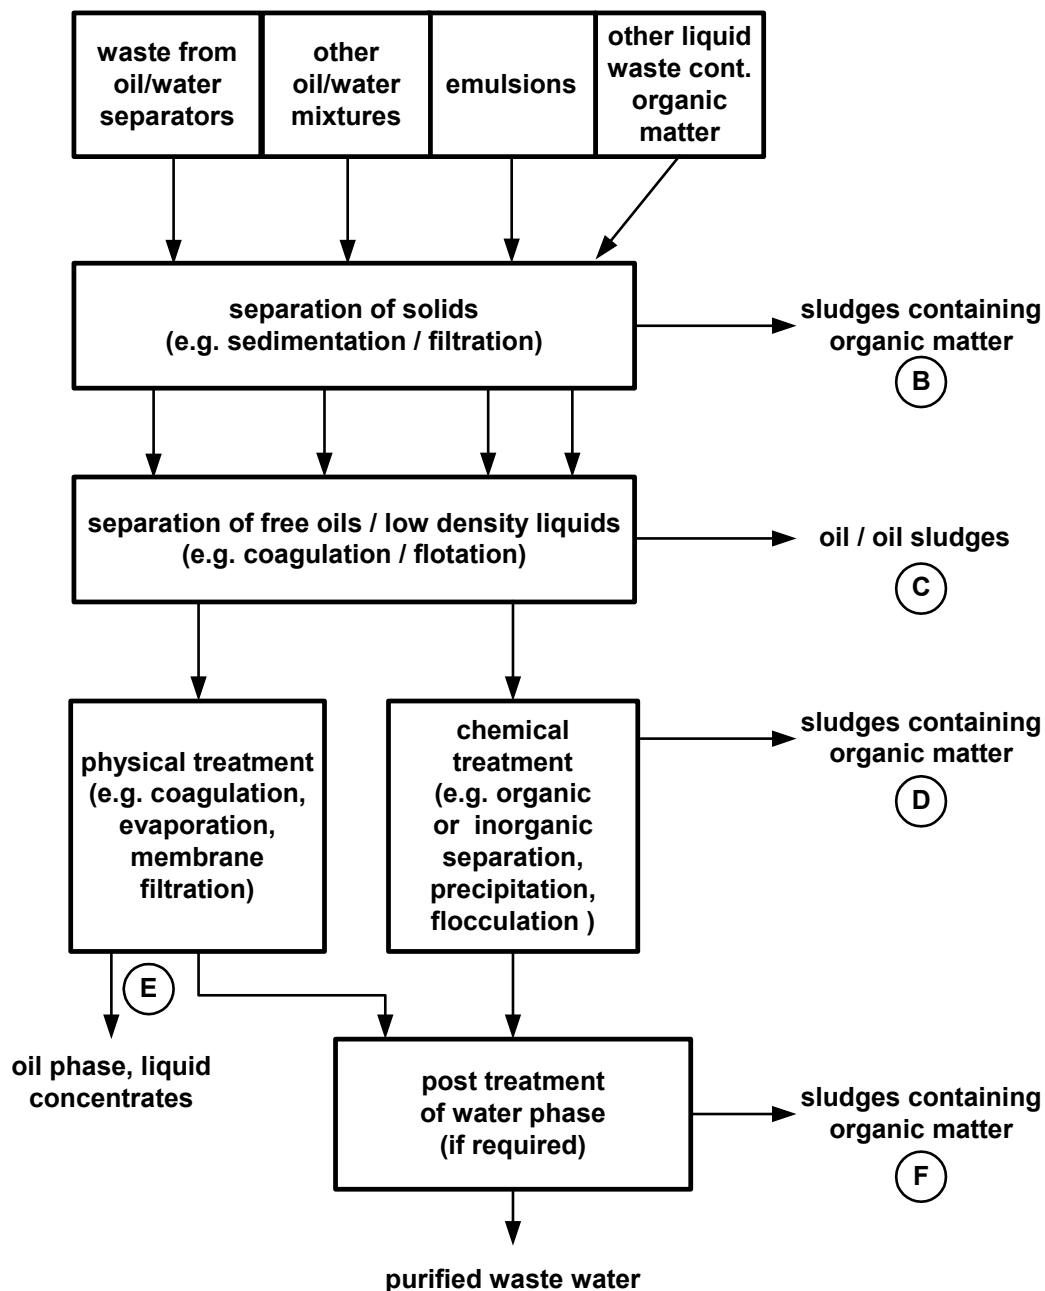 waste from
oil/water
separators
other
oil/water
mixtures
emulsions
other liquid
waste cont.
organic
matter
separation of solids
(e.g. sedimentation / filtration)
sludges containing
organic matter
B
separation of free oils / low density liquids
(e.g. coagulation / flotation)
oil / oil sludges
C
physical treatment
(e.g. coagulation,
evaporation,
membrane
filtration)
chemical
treatment
(e.g. organic
or inorganic
separation,
precipitation,
flocculation )
sludges containing
organic matter
D
E
oil phase, liquid
concentrates
post treatment
of water phase
(if required)
sludges containing
organic matter
F
purified waste water